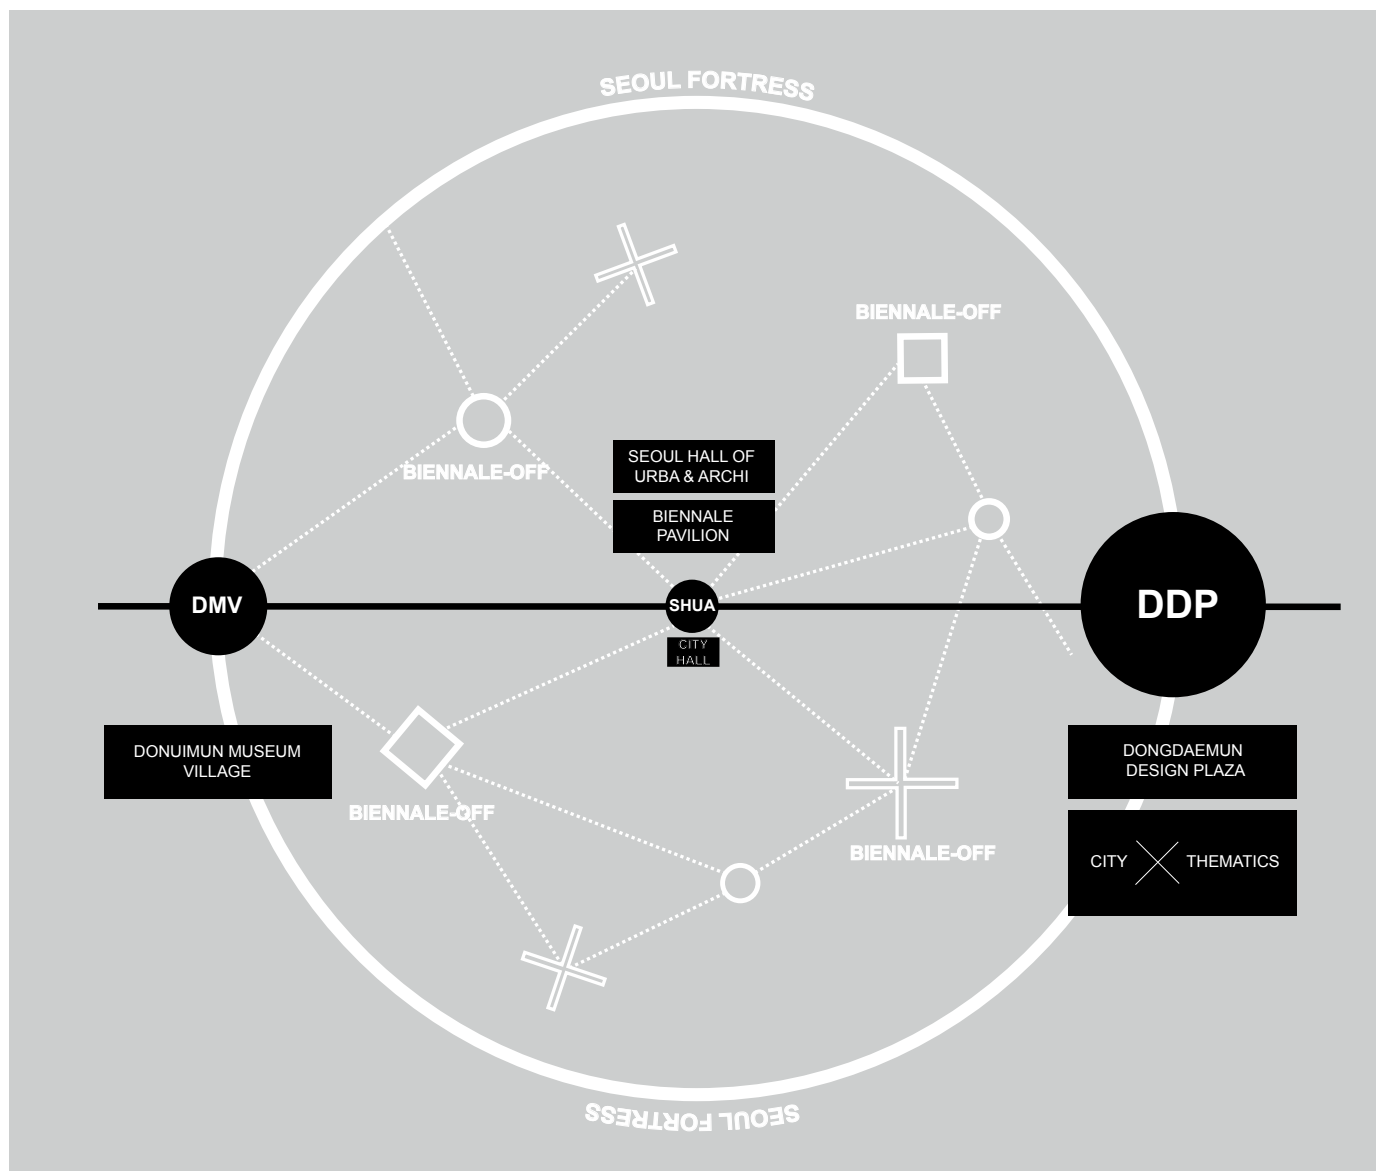 SEOUL FORTRESS
BIENNALE-OFF
BIENNALE-OFF
SEOUL HALL OF
URBA & ARCHI
BIENNALE
PAVILION
DMV
SHUA
DDP
CITY
HALL
DONUIMUN MUSEUM
VILLAGE
DONGDAEMUN
DESIGN PLAZA
BIENNALE-OFF
BIENNALE-OFF
CITY THEMATICS
SEOUL FORTRESS